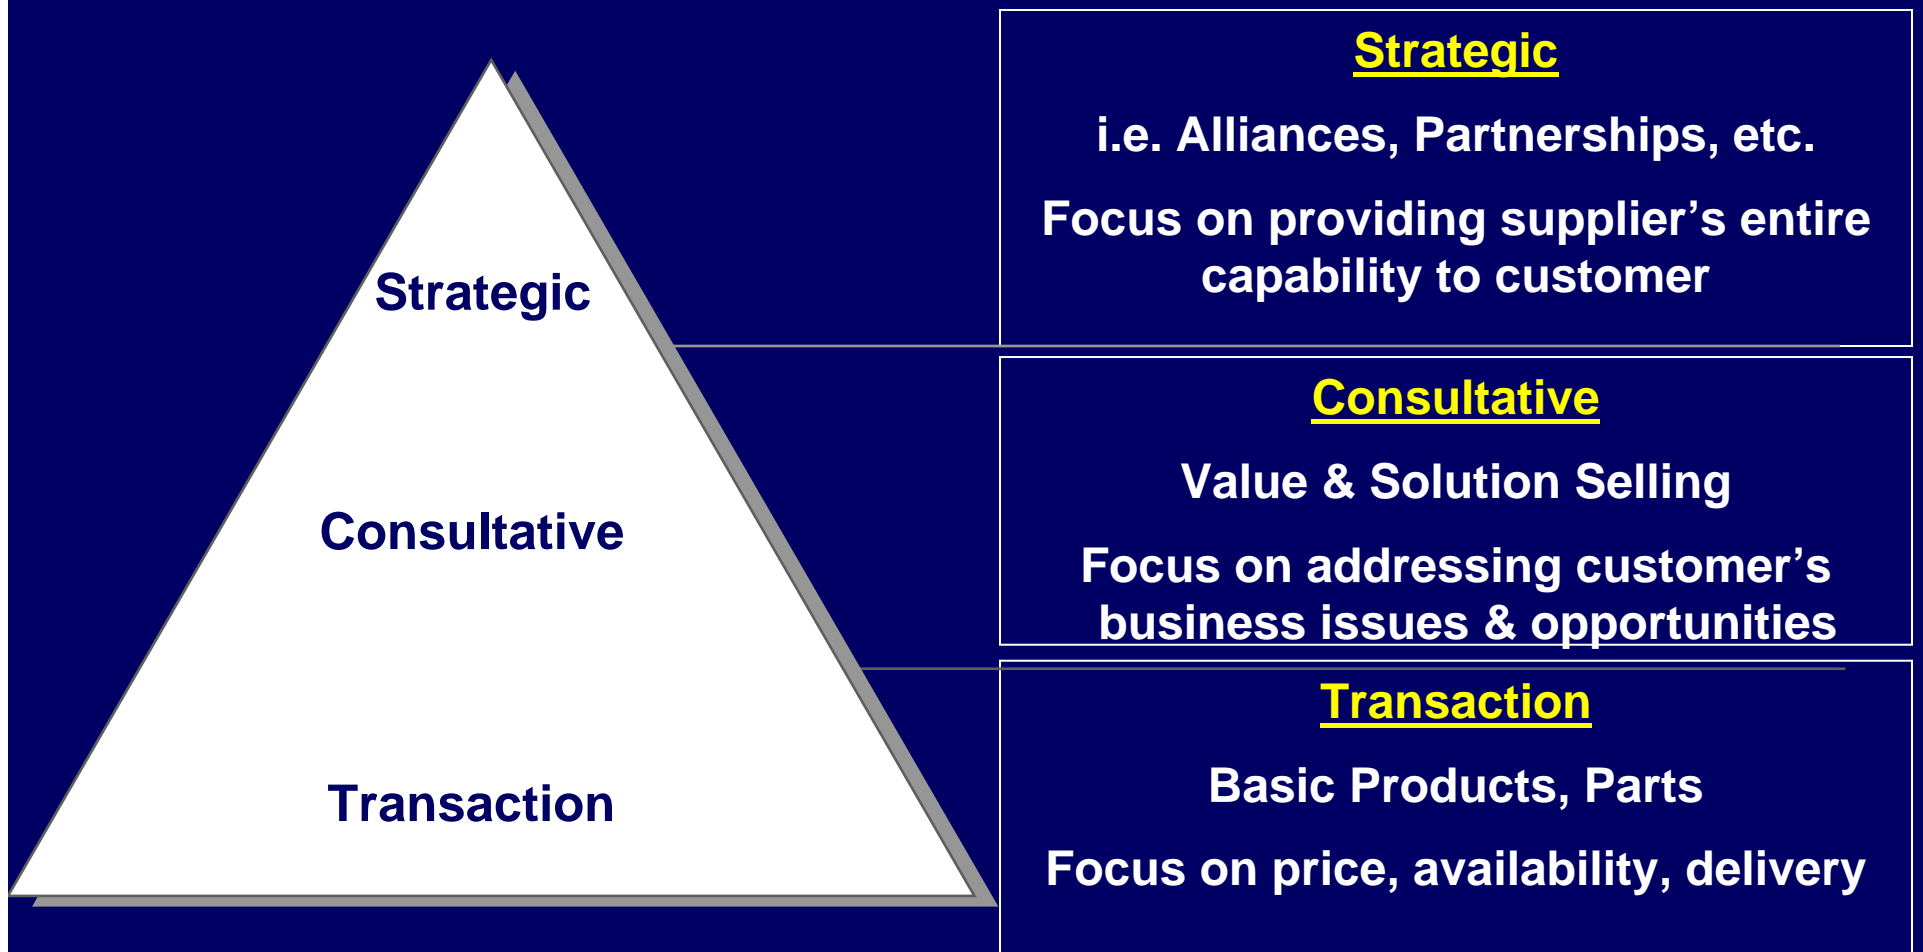 Strategic
Consultative
Transaction
Strategic
i.e. Alliances, Partnerships, etc.
Focus on providing supplier’s entire
capability to customer
Consultative
Value & Solution Selling
Focus on addressing customer’s
business issues & opportunities
Transaction
Basic Products, Parts
Focus on price, availability, delivery